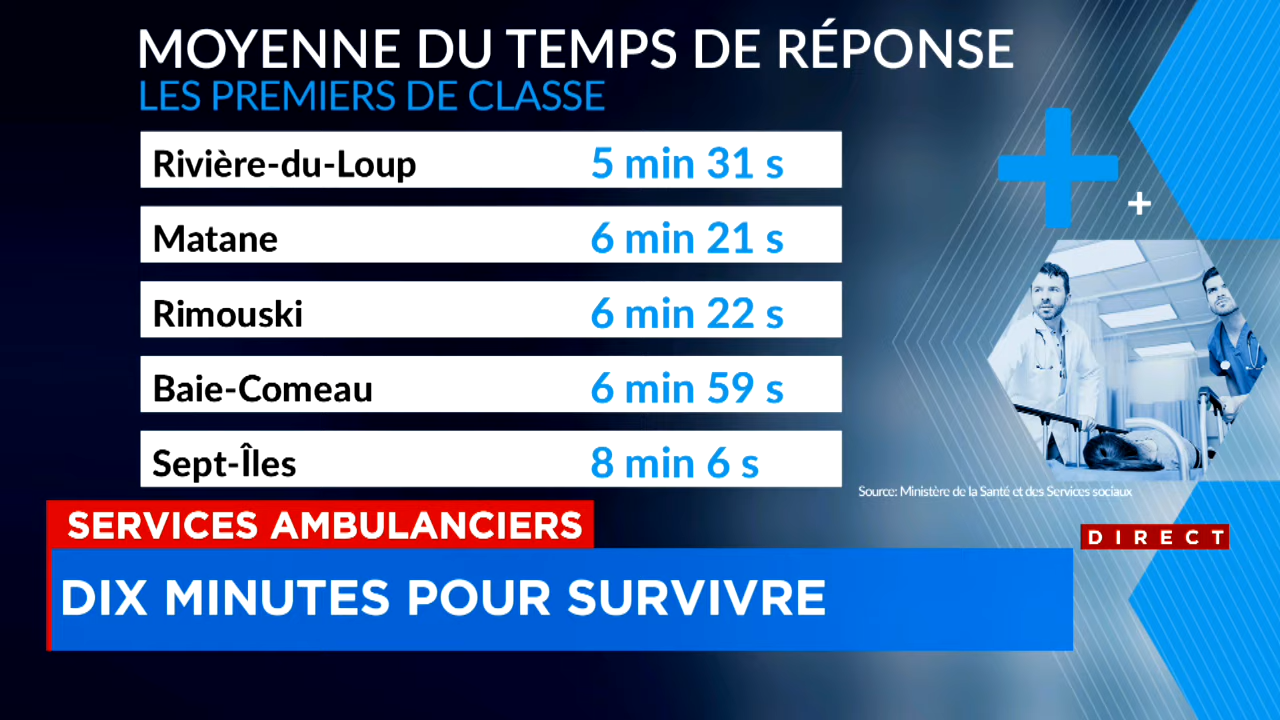 MOYENNE DU TEMPS DE RÉPONSE
LES PREMIERS DE CLASSE
Rivière-du-Loup 5 min 31 s
Matane 6 min 21 s
Rimouski 6 min 22 s
Baie-Comeau 6 min 59 s
Sept-Îles 8 min 6 s
Source: Ministère de la Santé et des Services sociaux
SERVICES AMBULANCIERS
DIRECT
DIX MINUTES POUR SURVIVRE